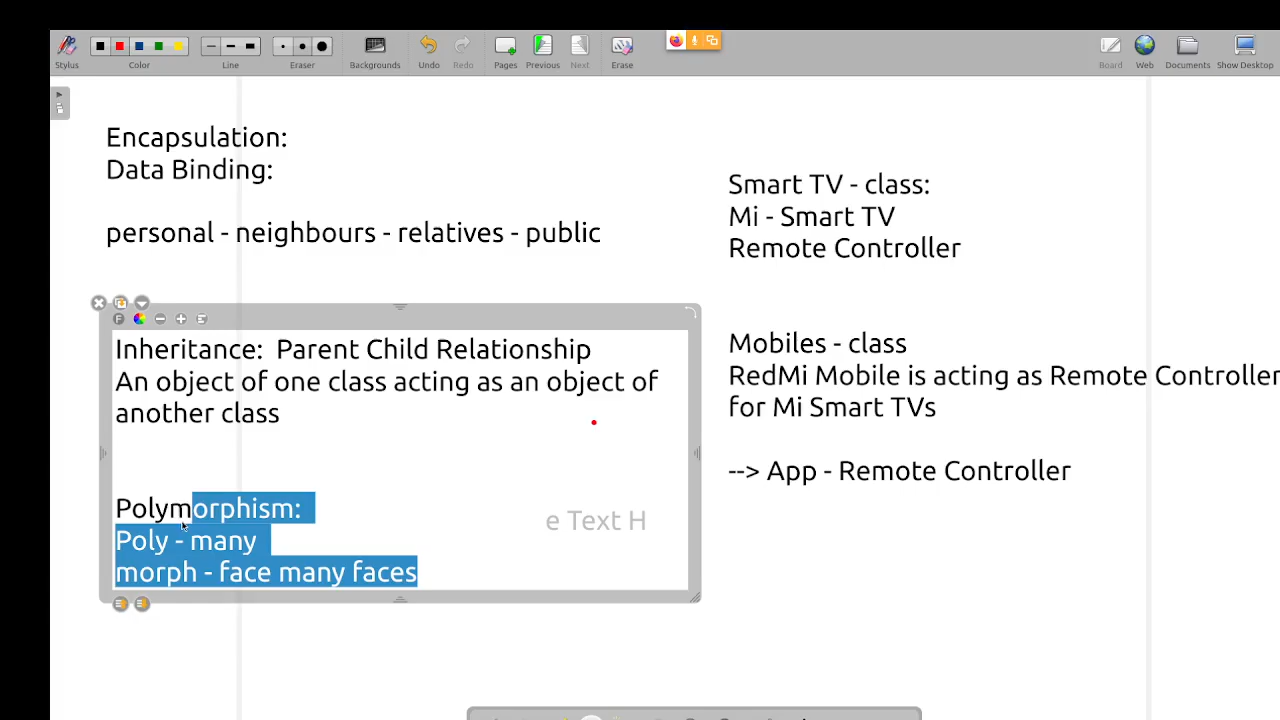 Stylus
Color
Line
Eraser
Backgrounds
Undo
Redo
Pages
Previous
Next
Erase
Board
Web
Documents
Show Desktop
Encapsulation:
Data Binding:
personal - neighbours - relatives - public
Inheritance:  Parent Child Relationship
An object of one class acting as an object of
another class
Polymorphism:
Poly - many
morph - face many faces
e Text H
Smart TV - class:
Mi - Smart TV
Remote Controller
Mobiles - class
RedMi Mobile is acting as Remote Controller
for Mi Smart TVs
--> App - Remote Controller